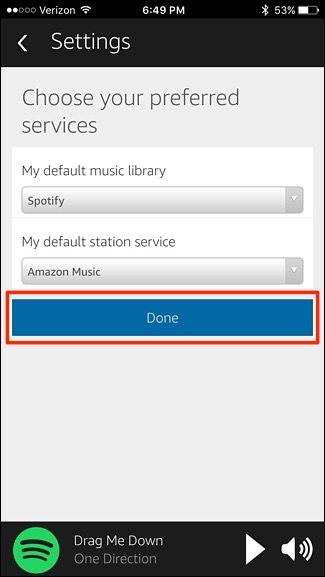 Verizon 6:49 PM 53%
Settings
Choose your preferred
services
My default music library
Spotify
My default station service
Amazon Music
Done
Drag Me Down
One Direction